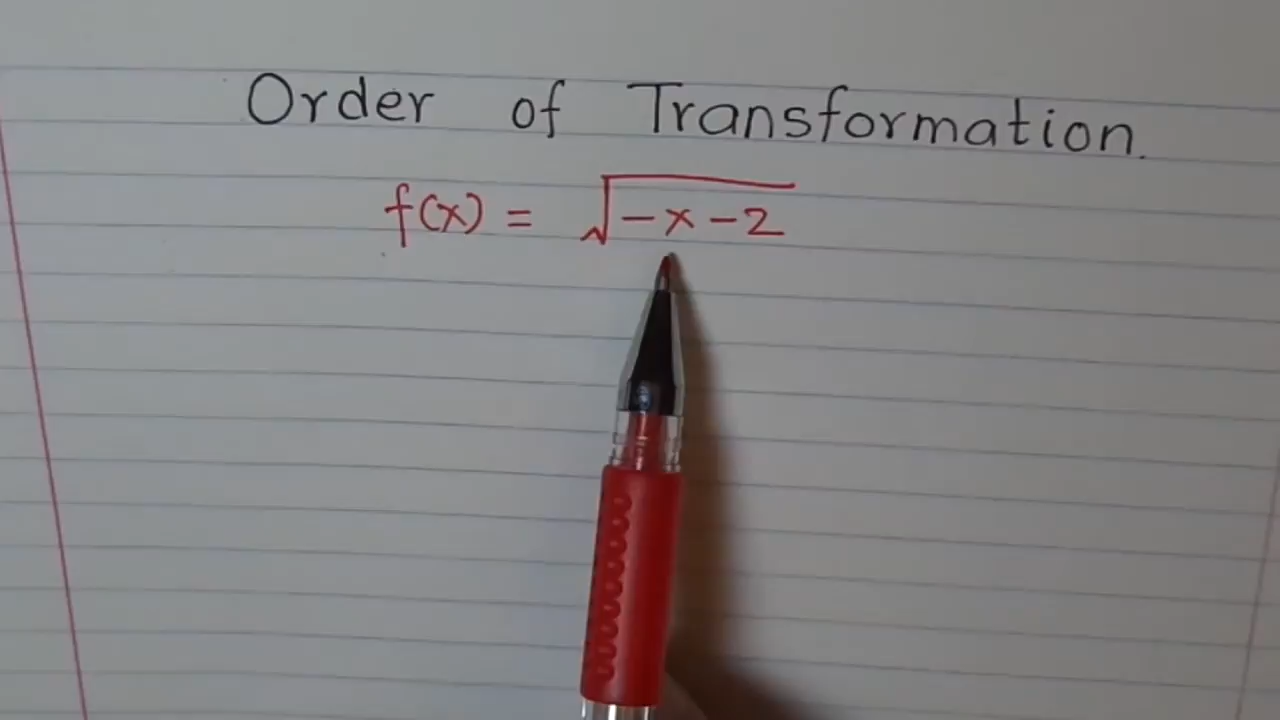 Order of Transformation.
f(x) = √-x-2